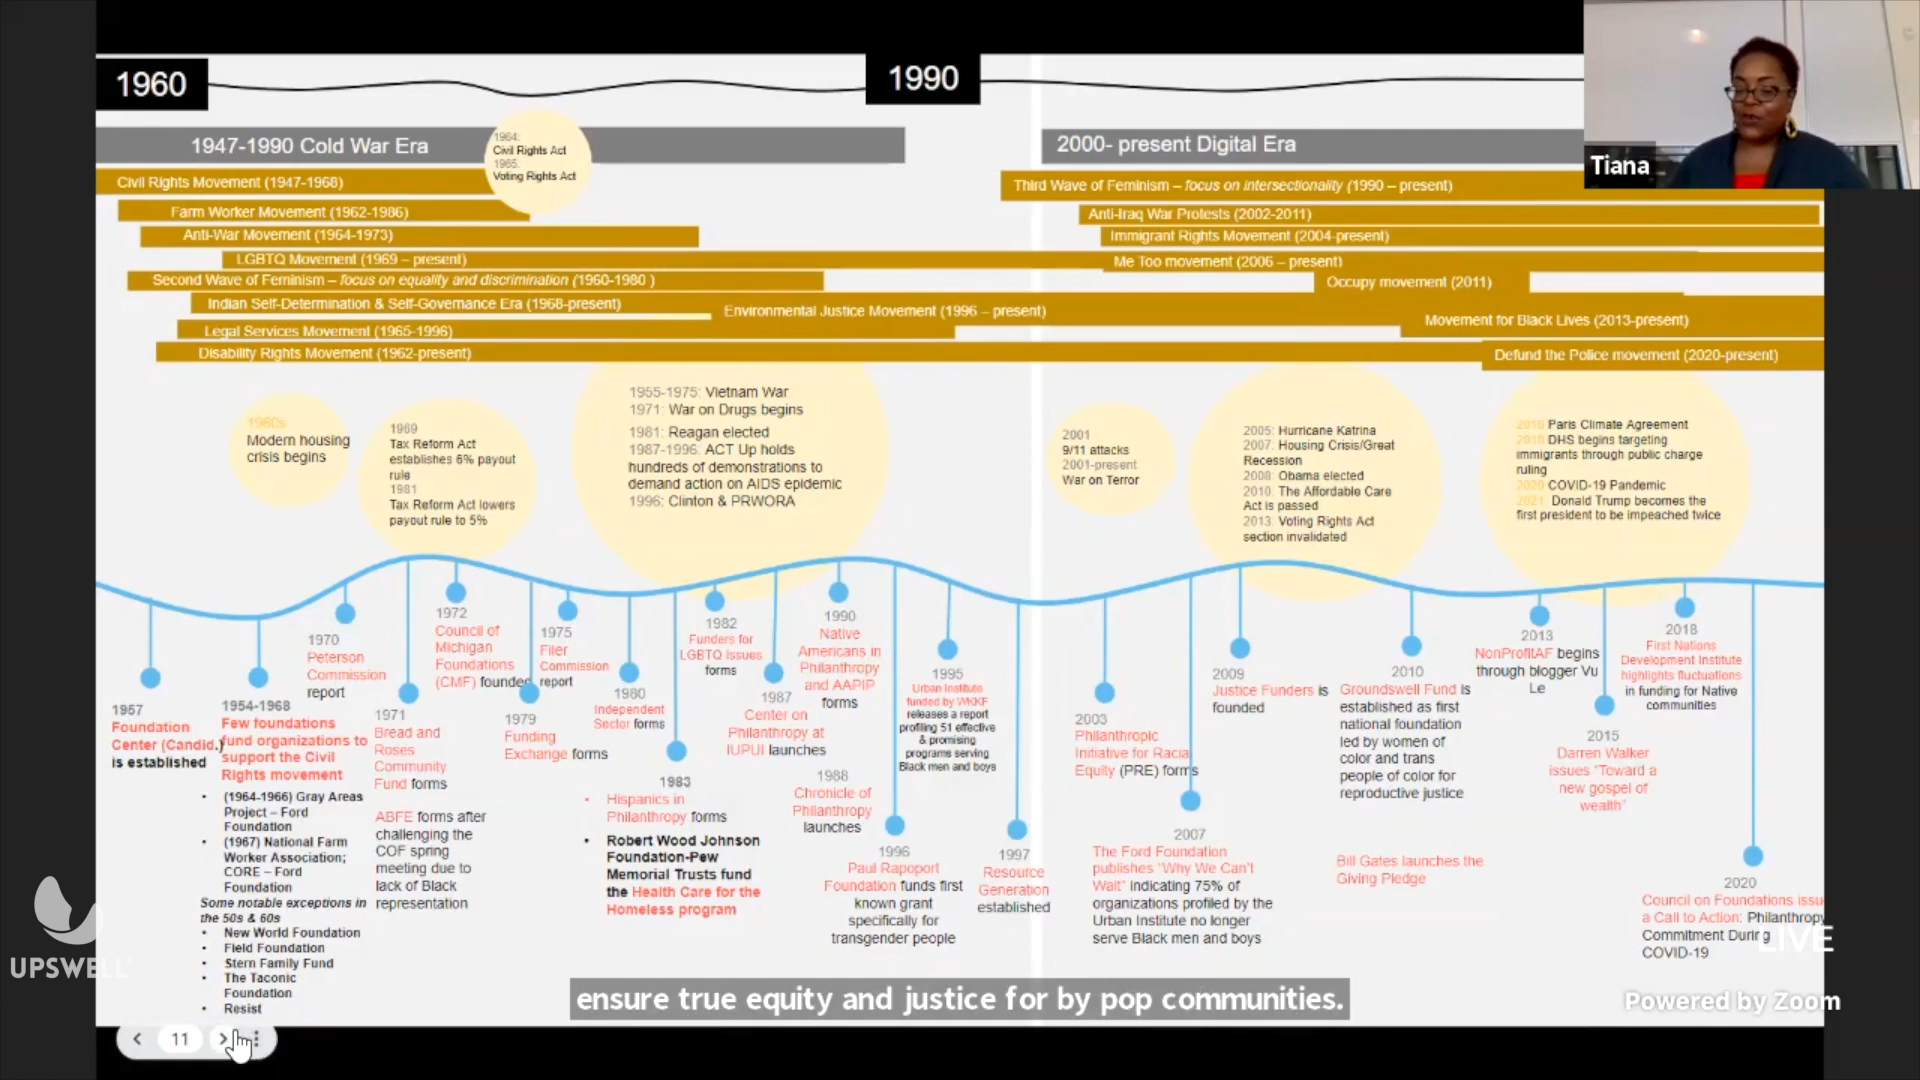 1960
1990
1947-1990 Cold War Era
1964:
Civil Rights Act
1965:
Voting Rights Act
2000- present Digital Era
Tiana
Civil Rights Movement (1947-1968)
Farm Worker Movement (1962-1986)
Anti-War Movement (1964-1973)
LGBTQ Movement (1969 – present)
Second Wave of Feminism – focus on equality and discrimination (1960-1980 )
Indian Self-Determination & Self-Governance Era (1968-present)
Legal Services Movement (1965-1996)
Disability Rights Movement (1962-present)
Environmental Justice Movement (1996 – present)
Third Wave of Feminism – focus on intersectionality (1990 – present)
Anti-Iraq War Protests (2002-2011)
Immigrant Rights Movement (2004-present)
Me Too movement (2006 – present)
Occupy movement (2011)
Movement for Black Lives (2013-present)
Defund the Police movement (2020-present)
1960s
Modern housing
crisis begins
1969
Tax Reform Act
establishes 6% payout
rule
1981
Tax Reform Act lowers
payout rule to 5%
1955-1975: Vietnam War
1971: War on Drugs begins
1981: Reagan elected
1987-1996: ACT Up holds
hundreds of demonstrations to
demand action on AIDS epidemic
1996: Clinton & PRWORA
2001
9/11 attacks
2001-present
War on Terror
2005: Hurricane Katrina
2007: Housing Crisis/Great
Recession
2008: Obama elected
2010: The Affordable Care
Act is passed
2013: Voting Rights Act
section invalidated
Paris Climate Agreement
DHS begins targeting
immigrants through public charge
ruling
2020 COVID-19 Pandemic
2021: Donald Trump becomes the
first president to be impeached twice
1957
Foundation
Center (Candid.)
is established
1954-1968
Few foundations
fund organizations to
support the Civil
Rights movement
• (1964-1966) Gray Areas
Project – Ford
Foundation
• (1967) National Farm
Worker Association;
CORE – Ford
Foundation
Some notable exceptions in
the 50s & 60s
• New World Foundation
• Field Foundation
• Stern Family Fund
• The Taconic
Foundation
• Resist
1970
Peterson
Commission
report
1971
Bread and
Roses
Community
Fund forms
ABFE forms after
challenging the
COF spring
meeting due to
lack of Black
representation
1972
Council of
Michigan
Foundations
(CMF) founded
1975
Filer
Commission
report
1979
Funding
Exchange forms
1980
Independent
Sector forms
1983
• Hispanics in
Philanthropy forms
• Robert Wood Johnson
Foundation-Pew
Memorial Trusts fund
the Health Care for the
Homeless program
1982
Funders for
LGBTQ Issues
forms
1987
Center on
Philanthropy at
IUPUI launches
1988
Chronicle of
Philanthropy
launches
1990
Native
Americans in
Philanthropy
and AAPIP
forms
1996
Paul Rapoport
Foundation funds first
known grant
specifically for
transgender people
1995
Urban Institute
funded by WKKF
releases a report
profiling 51 effective
& promising
programs serving
Black men and boys
1997
Resource
Generation
established
2003
Philanthropic
Initiative for Racia
Equity (PRE) forms
2007
The Ford Foundation
publishes “Why We Can’t
Wait” indicating 75% of
organizations profiled by the
Urban Institute no longer
serve Black men and boys
2009
Justice Funders is
founded
2010
Groundswell Fund is
established as first
national foundation
led by women of
color and trans
people of color for
reproductive justice
Bill Gates launches the
Giving Pledge
2013
NonProfitAF begins
through blogger Vu
Le
2015
Darren Walker
issues “Toward a
new gospel of
wealth”
2018
First Nations
Development Institute
highlights fluctuations
in funding for Native
communities
2020
Council on Foundations issu
a Call to Action: Philanthropy
Commitment During
COVID-19
UPSWELL
LIVE
ensure true equity and justice for by pop communities.
Powered by Zoom
11